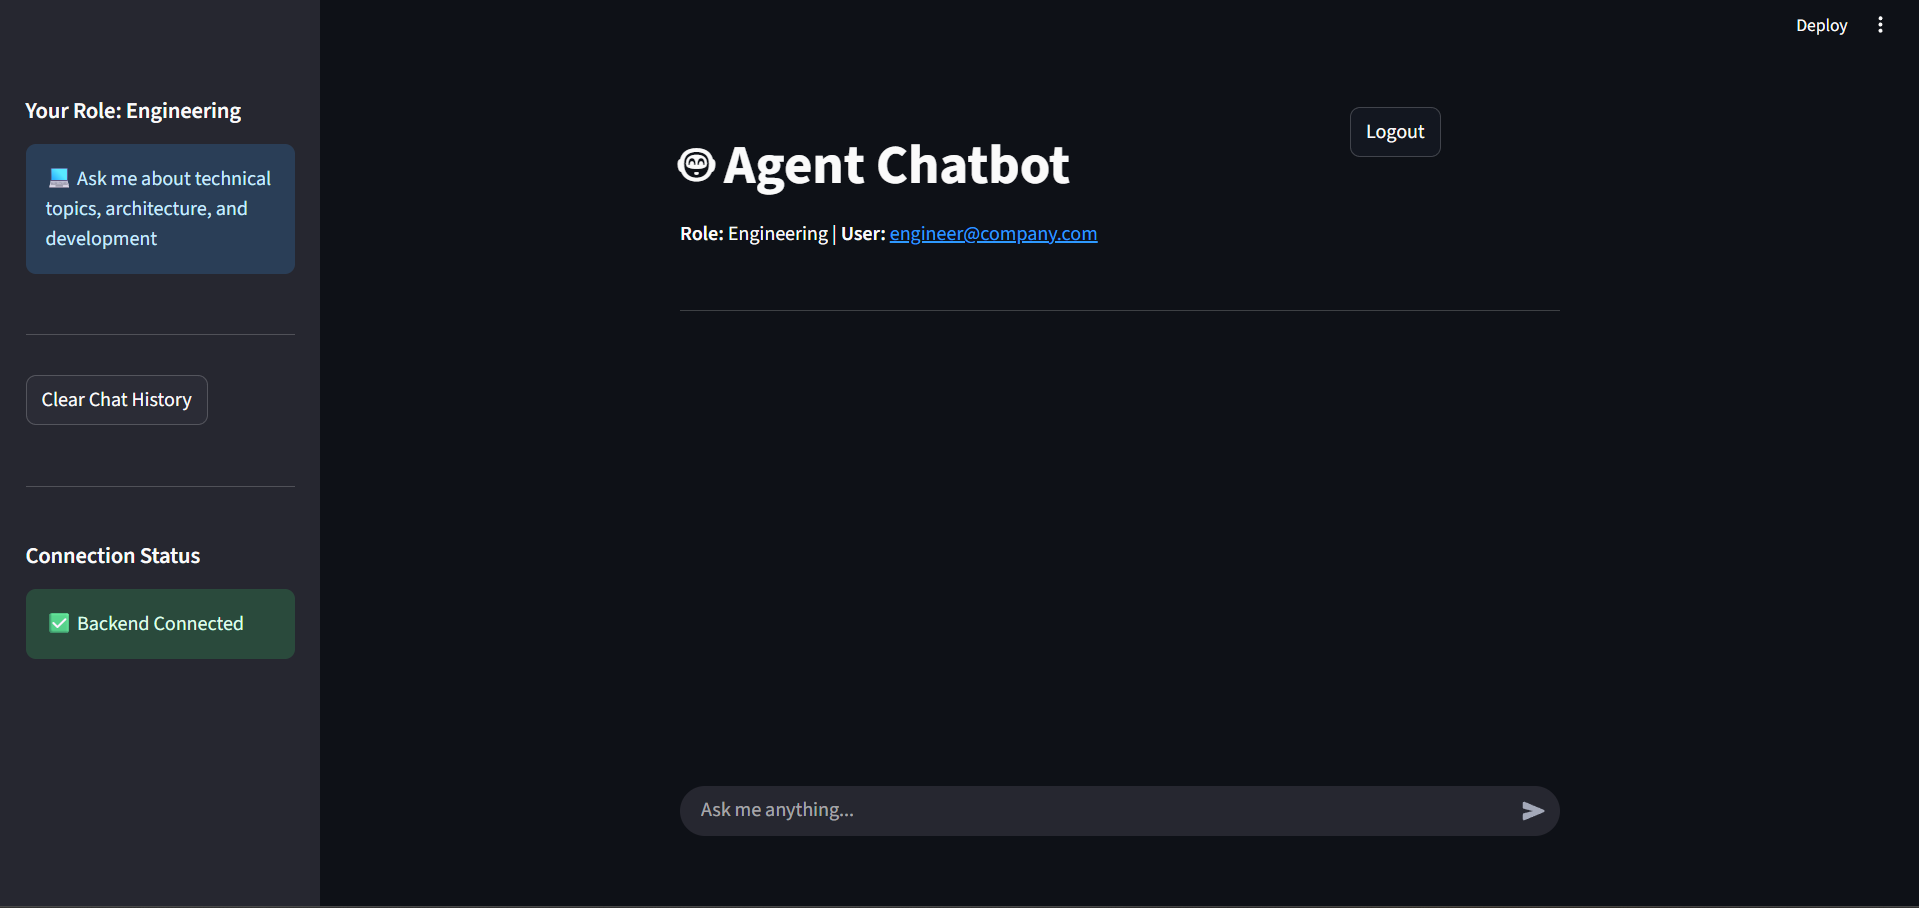 Deploy
Your Role: Engineering
💻 Ask me about technical
topics, architecture, and
development
Clear Chat History
Connection Status
✅ Backend Connected
Logout
Agent Chatbot
Role: Engineering | User: engineer@company.com
Ask me anything...